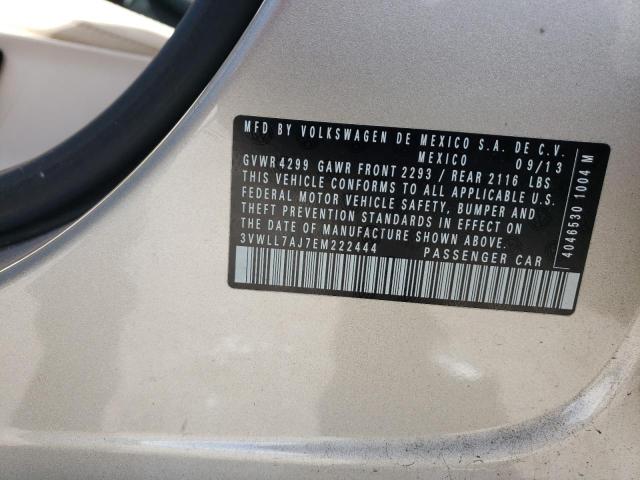 MFD BY VOLKSWAGEN DE MEXICO S.A. DE C.V.
MEXICO 09/13
GVWR 4299 GAWR FRONT 2293 / REAR 2116 LBS
THIS VEHICLE CONFORMS TO ALL APPLICABLE U.S.
FEDERAL MOTOR VEHICLE SAFETY, BUMPER AND
THEFT PREVENTION STANDARDS IN EFFECT ON
THE DATE OF MANUFACTURE SHOWN ABOVE.
3VWLL7AJ7EM222444 PASSENGER CAR
4046530 1004 M